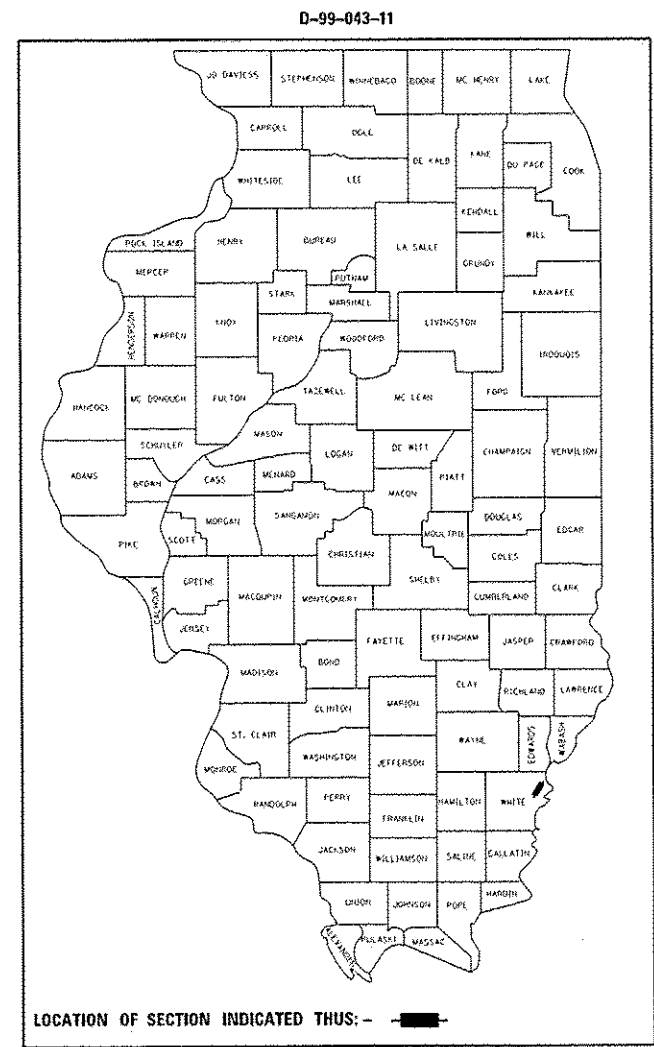 D-99-043-11
JO DAVIESS STEPHENSON WINNEBAGO BOONE MC HENRY LAKE
CARROLL OGLE DE KALB KANE DU PAGE COOK
WHITESIDE LEE KENDALL WILL
ROCK ISLAND HENRY BUREAU LA SALLE GRUNDY
MERCER PUTNAM KANKAKEE
HENDERSON WARREN KNOX STARK MARSHALL LIVINGSTON
PEORIA WOODFORD IROQUOIS
HANCOCK MC DONOUGH FULTON TAZEWELL MC LEAN FORD
MASON
SCHUYLER LOGAN DE WITT CHAMPAIGN VERMILION
ADAMS BROWN CASS MENARD PIATT
MACON
PIKE SCOTT MORGAN SANGAMON MOULTRIE DOUGLAS EDGAR
CHRISTIAN COLES
CALHOUN GREENE MACOUPIN MONTGOMERY SHELBY CUMBERLAND CLARK
JERSEY FAYETTE EFFINGHAM JASPER CRAWFORD
MADISON BOND
CLAY RICHLAND LAWRENCE
CLINTON MARION
ST. CLAIR WAYNE EDWARDS WABASH
MONROE WASHINGTON JEFFERSON
RANDOLPH PERRY HAMILTON WHITE
FRANKLIN
JACKSON WILLIAMSON SALINE GALLATIN
UNION JOHNSON POPE HARDIN
ALEXANDER PULASKI MASSAC
LOCATION OF SECTION INDICATED THUS: -